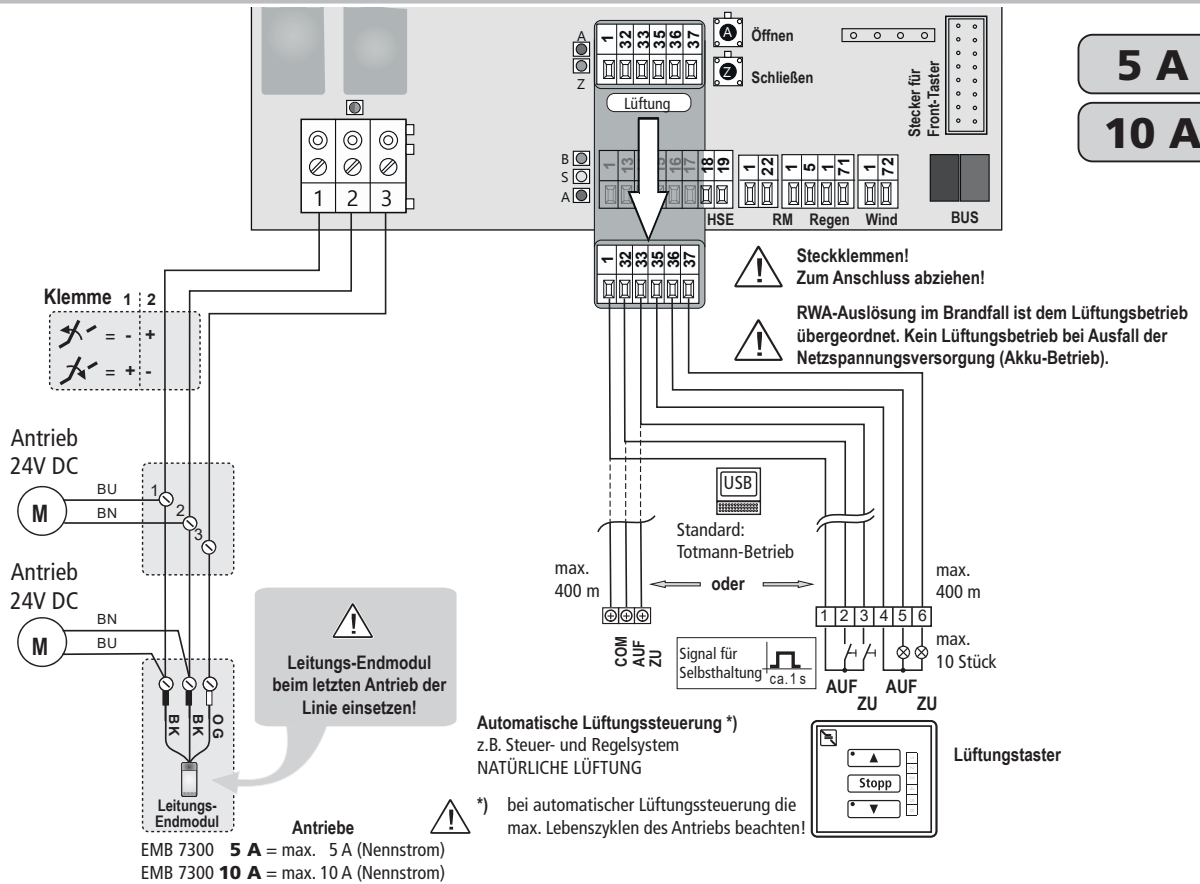 5 A
10 A
A
Z
1 32 33 35 36 37
A Öffnen
Z Schließen
Lüftung
Stecker für
Front-Taster
B
S
A
1 13 16 17 18 19
1 22
1 5 1 71
1 72
HSE RM Regen Wind BUS
1 2 3
1 32 33 35 36 37
Steckklemmen!
Zum Anschluss abziehen!
RWA-Auslösung im Brandfall ist dem Lüftungsbetrieb
übergeordnet. Kein Lüftungsbetrieb bei Ausfall der
Netzspannungsversorgung (Akku-Betrieb).
Klemme 1 2
= - +
= + -
Antrieb
24V DC
M
BU
BN
1
2
3
Antrieb
24V DC
M
BN
BU
BK BK OG
Leitungs-
Endmodul
Leitungs-Endmodul
beim letzten Antrieb der
Linie einsetzen!
USB
Standard:
Totmann-Betrieb
oder
max.
400 m
COM
AUF
ZU
Signal für
Selbsthaltung
ca. 1 s
max.
400 m
1 2 3 4 5 6
max.
10 Stück
AUF
ZU
AUF
ZU
Automatische Lüftungssteuerung *)
z.B. Steuer- und Regelsystem
NATÜRLICHE LÜFTUNG
Stopp
Lüftungstaster
*) bei automatischer Lüftungssteuerung die
max. Lebenszyklen des Antriebs beachten!
Antriebe
EMB 7300 5 A = max. 5 A (Nennstrom)
EMB 7300 10 A = max. 10 A (Nennstrom)